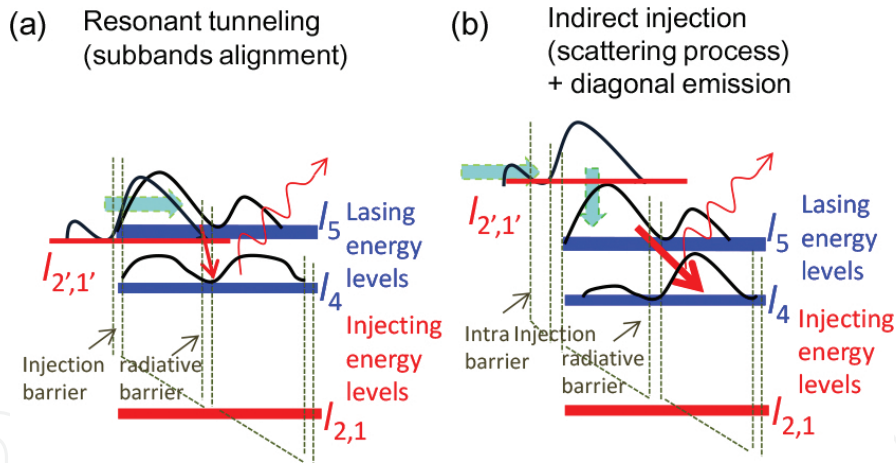 (a) Resonant tunneling
(subbands alignment)
l5 Lasing
energy
levels
l2',1'
l4
Injecting
energy
levels
Injection
barrier
radiative
barrier
l2,1
(b) Indirect injection
(scattering process)
+ diagonal emission
l2',1'
l5 Lasing
energy
levels
l4
Intra Injection
barrier
radiative
barrier
Injecting
energy
levels
l2,1